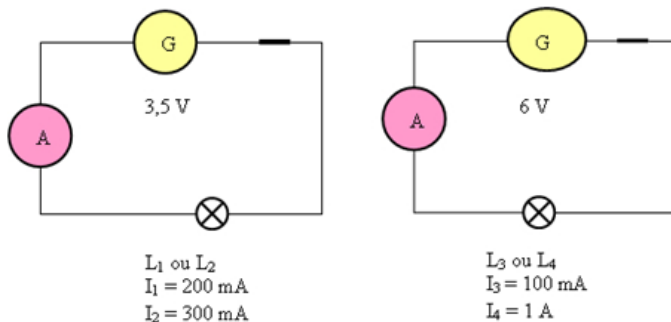 G
A
3,5 V
L₁ ou L₂
I₁ = 200 mA
I₂ = 300 mA
G
A
6 V
L₃ ou L₄
I₃ = 100 mA
I₄ = 1 A